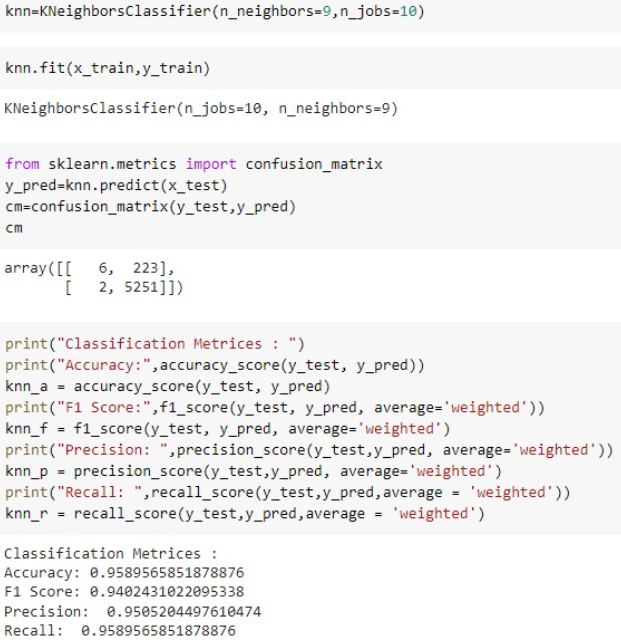 knn=KNeighborsClassifier(n_neighbors=9,n_jobs=10)
knn.fit(x_train,y_train)
KNeighborsClassifier(n_jobs=10, n_neighbors=9)
from sklearn.metrics import confusion_matrix
y_pred=knn.predict(x_test)
cm=confusion_matrix(y_test,y_pred)
cm
array([[   6,  223],
       [   2, 5251]])
print("Classification Metrices : ")
print("Accuracy:",accuracy_score(y_test, y_pred))
knn_a = accuracy_score(y_test, y_pred)
print("F1 Score:",f1_score(y_test, y_pred, average='weighted'))
knn_f = f1_score(y_test, y_pred, average='weighted')
print("Precision: ",precision_score(y_test,y_pred, average='weighted'))
knn_p = precision_score(y_test,y_pred, average='weighted')
print("Recall: ",recall_score(y_test,y_pred,average = 'weighted'))
knn_r = recall_score(y_test,y_pred,average = 'weighted')
Classification Metrices :
Accuracy: 0.9589565851878876
F1 Score: 0.9402431022095338
Precision:  0.9505204497610474
Recall:  0.9589565851878876